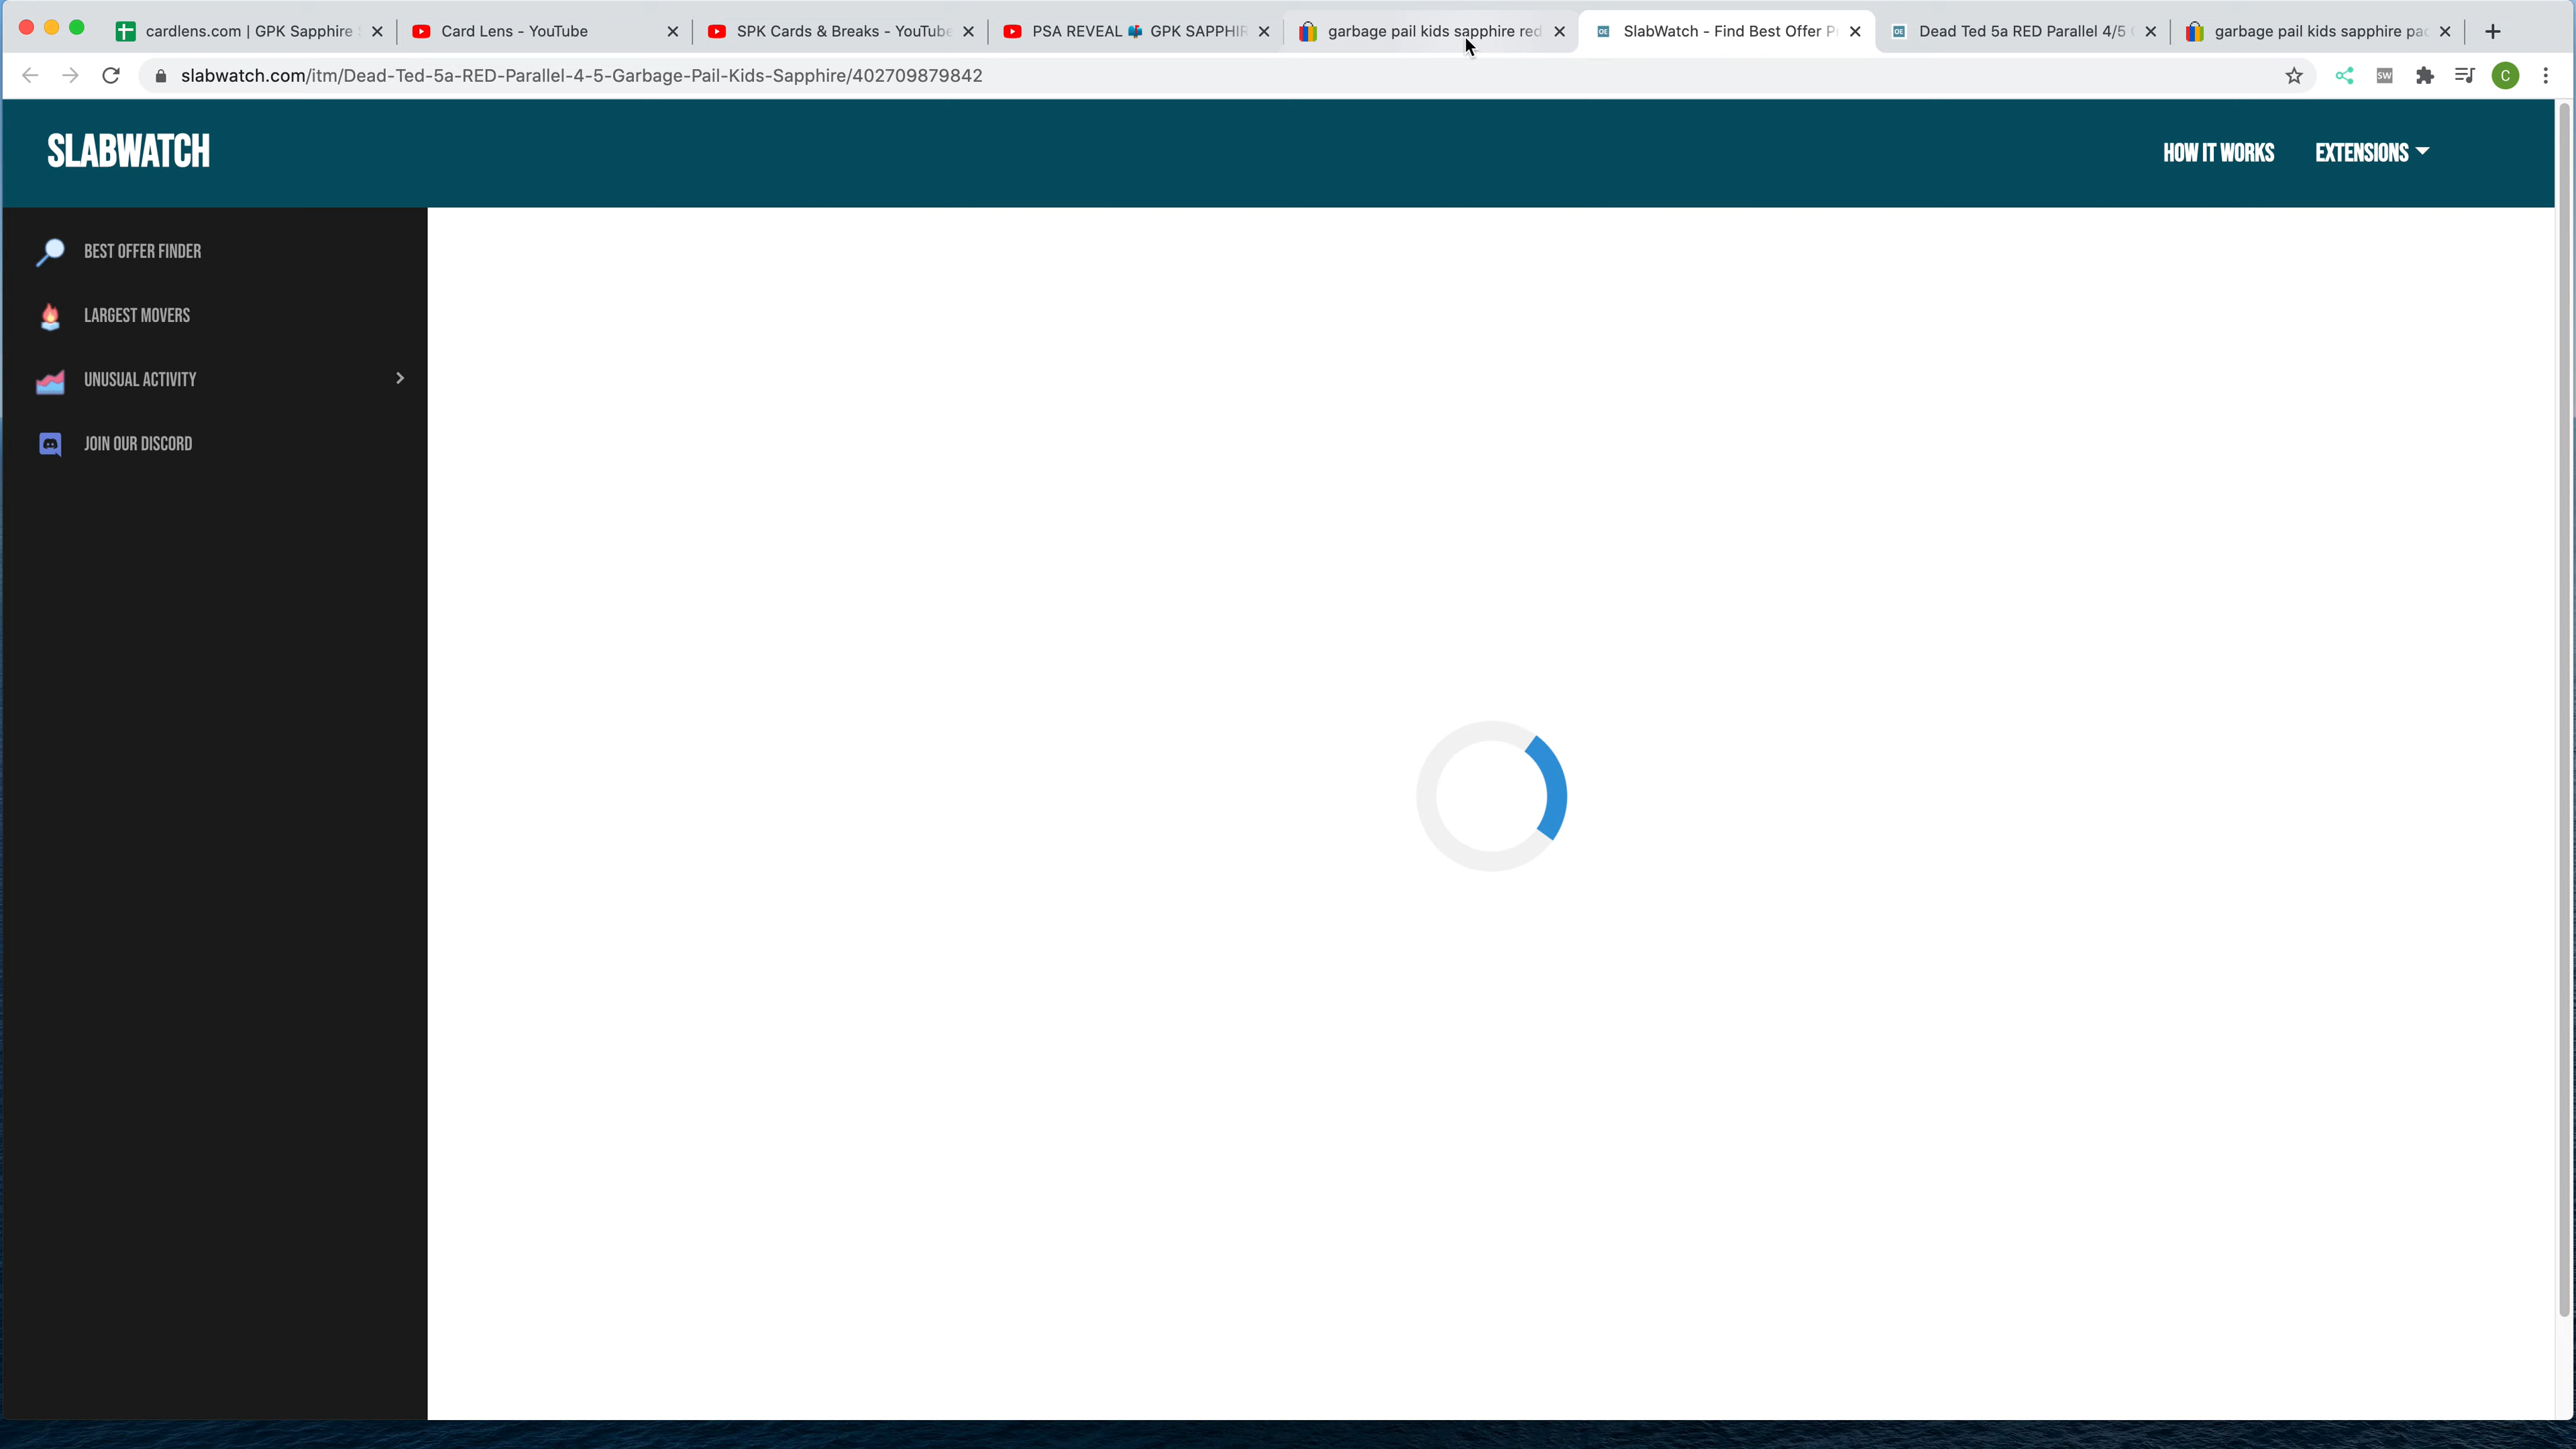 cardlens.com | GPK Sapphire
Card Lens - YouTube
SPK Cards & Breaks - YouTube
PSA REVEAL 📫 GPK SAPPHIR
garbage pail kids sapphire red
SlabWatch - Find Best Offer P
Dead Ted 5a RED Parallel 4/5
garbage pail kids sapphire pac
slabwatch.com/itm/Dead-Ted-5a-RED-Parallel-4-5-Garbage-Pail-Kids-Sapphire/402709879842
SW
C
SLABWATCH
HOW IT WORKS
EXTENSIONS
BEST OFFER FINDER
LARGEST MOVERS
UNUSUAL ACTIVITY
JOIN OUR DISCORD